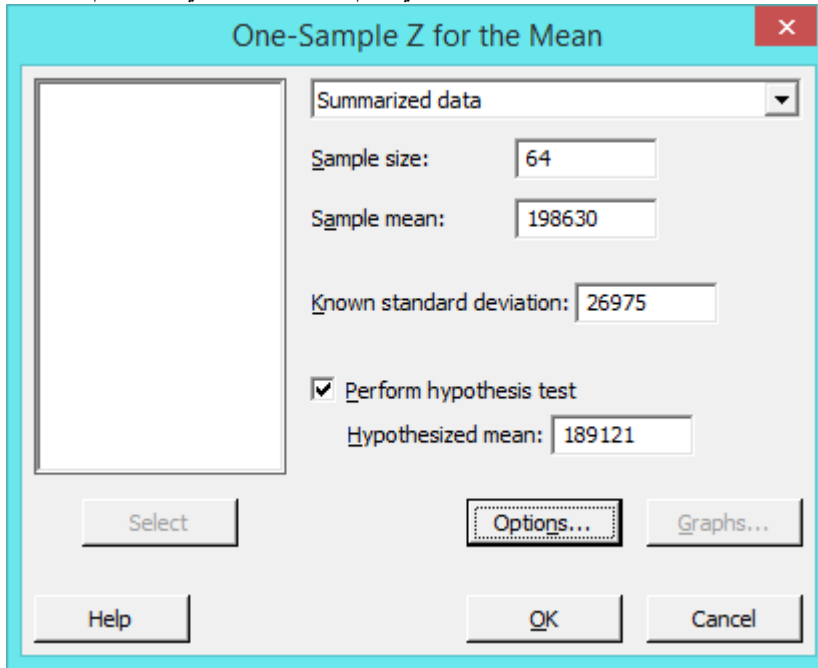 One-Sample Z for the Mean
Summarized data
Sample size: 64
Sample mean: 198630
Known standard deviation: 26975
Perform hypothesis test
Hypothesized mean: 189121
Select
Options...
Graphs...
Help
OK
Cancel